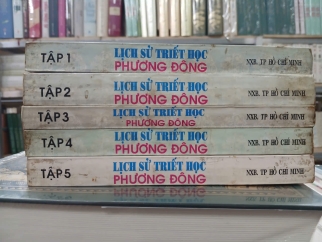 TẬP 1
LỊCH SỬ TRIẾT HỌC
PHƯƠNG ĐÔNG
NXB. TP HỒ CHÍ MINH
TẬP 2
LỊCH SỬ TRIẾT HỌC
PHƯƠNG ĐÔNG
NXB. TP HỒ CHÍ MINH
TẬP 3
LỊCH SỬ TRIẾT HỌC
PHƯƠNG ĐÔNG
NXB. TP HỒ CHÍ MINH
TẬP 4
LỊCH SỬ TRIẾT HỌC
PHƯƠNG ĐÔNG
NXB. TP HỒ CHÍ MINH
TẬP 5
LỊCH SỬ TRIẾT HỌC
PHƯƠNG ĐÔNG
NXB. TP HỒ CHÍ MINH